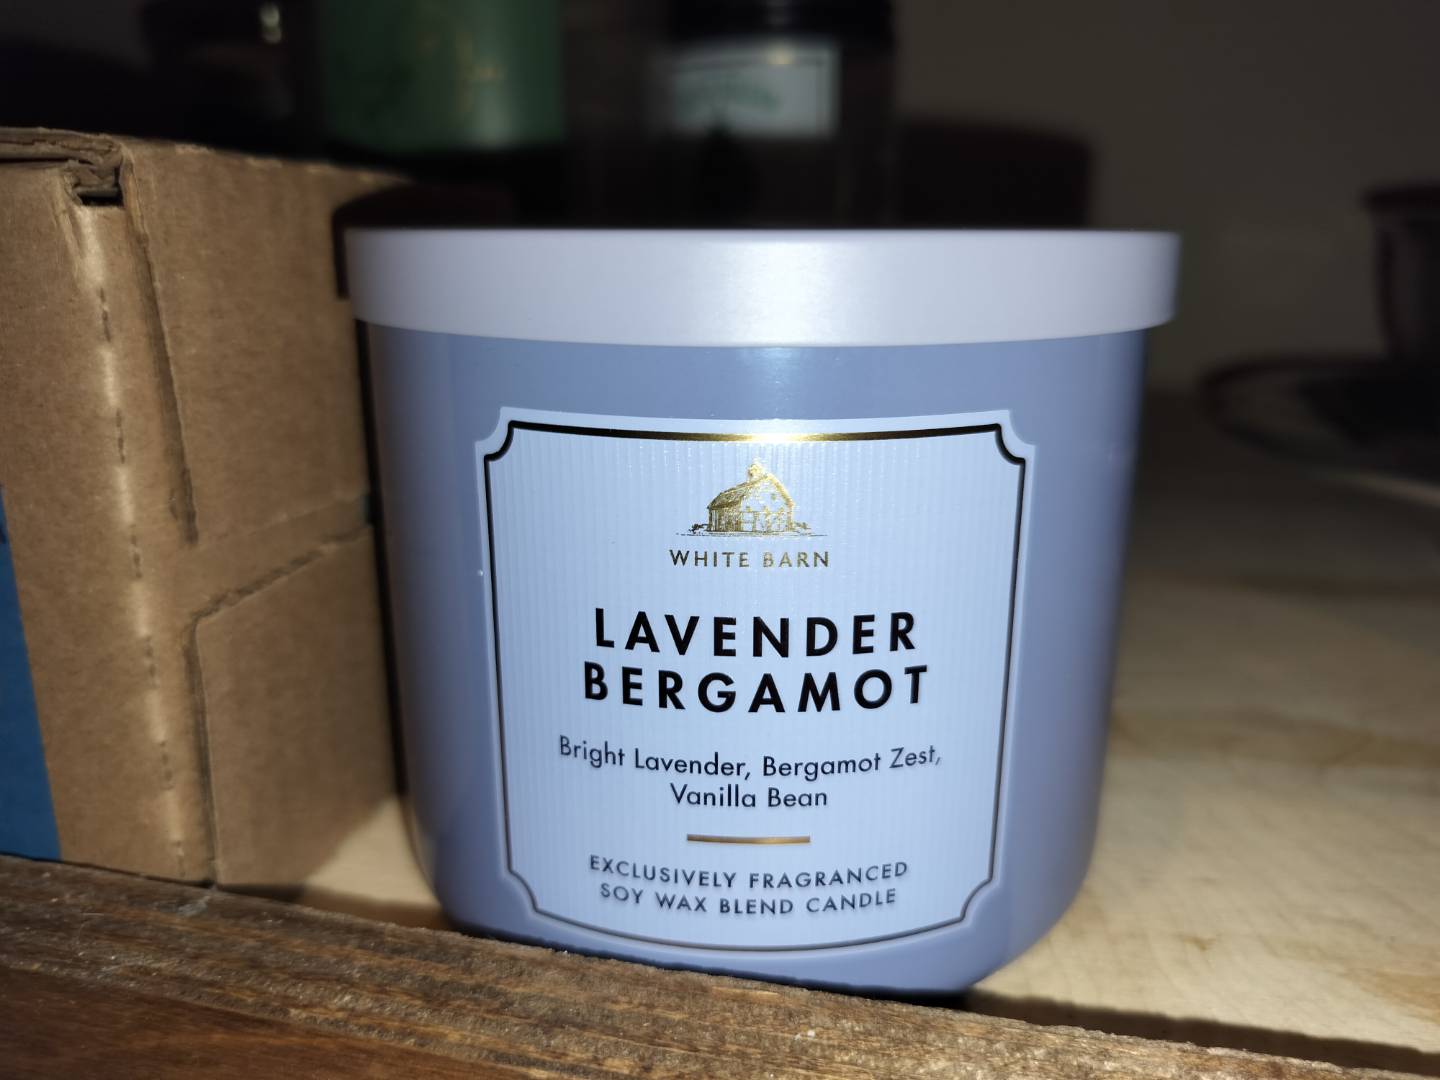 WHITE BARN
LAVENDER
BERGAMOT
Bright Lavender, Bergamot Zest,
Vanilla Bean
EXCLUSIVELY FRAGRANCED
SOY WAX BLEND CANDLE